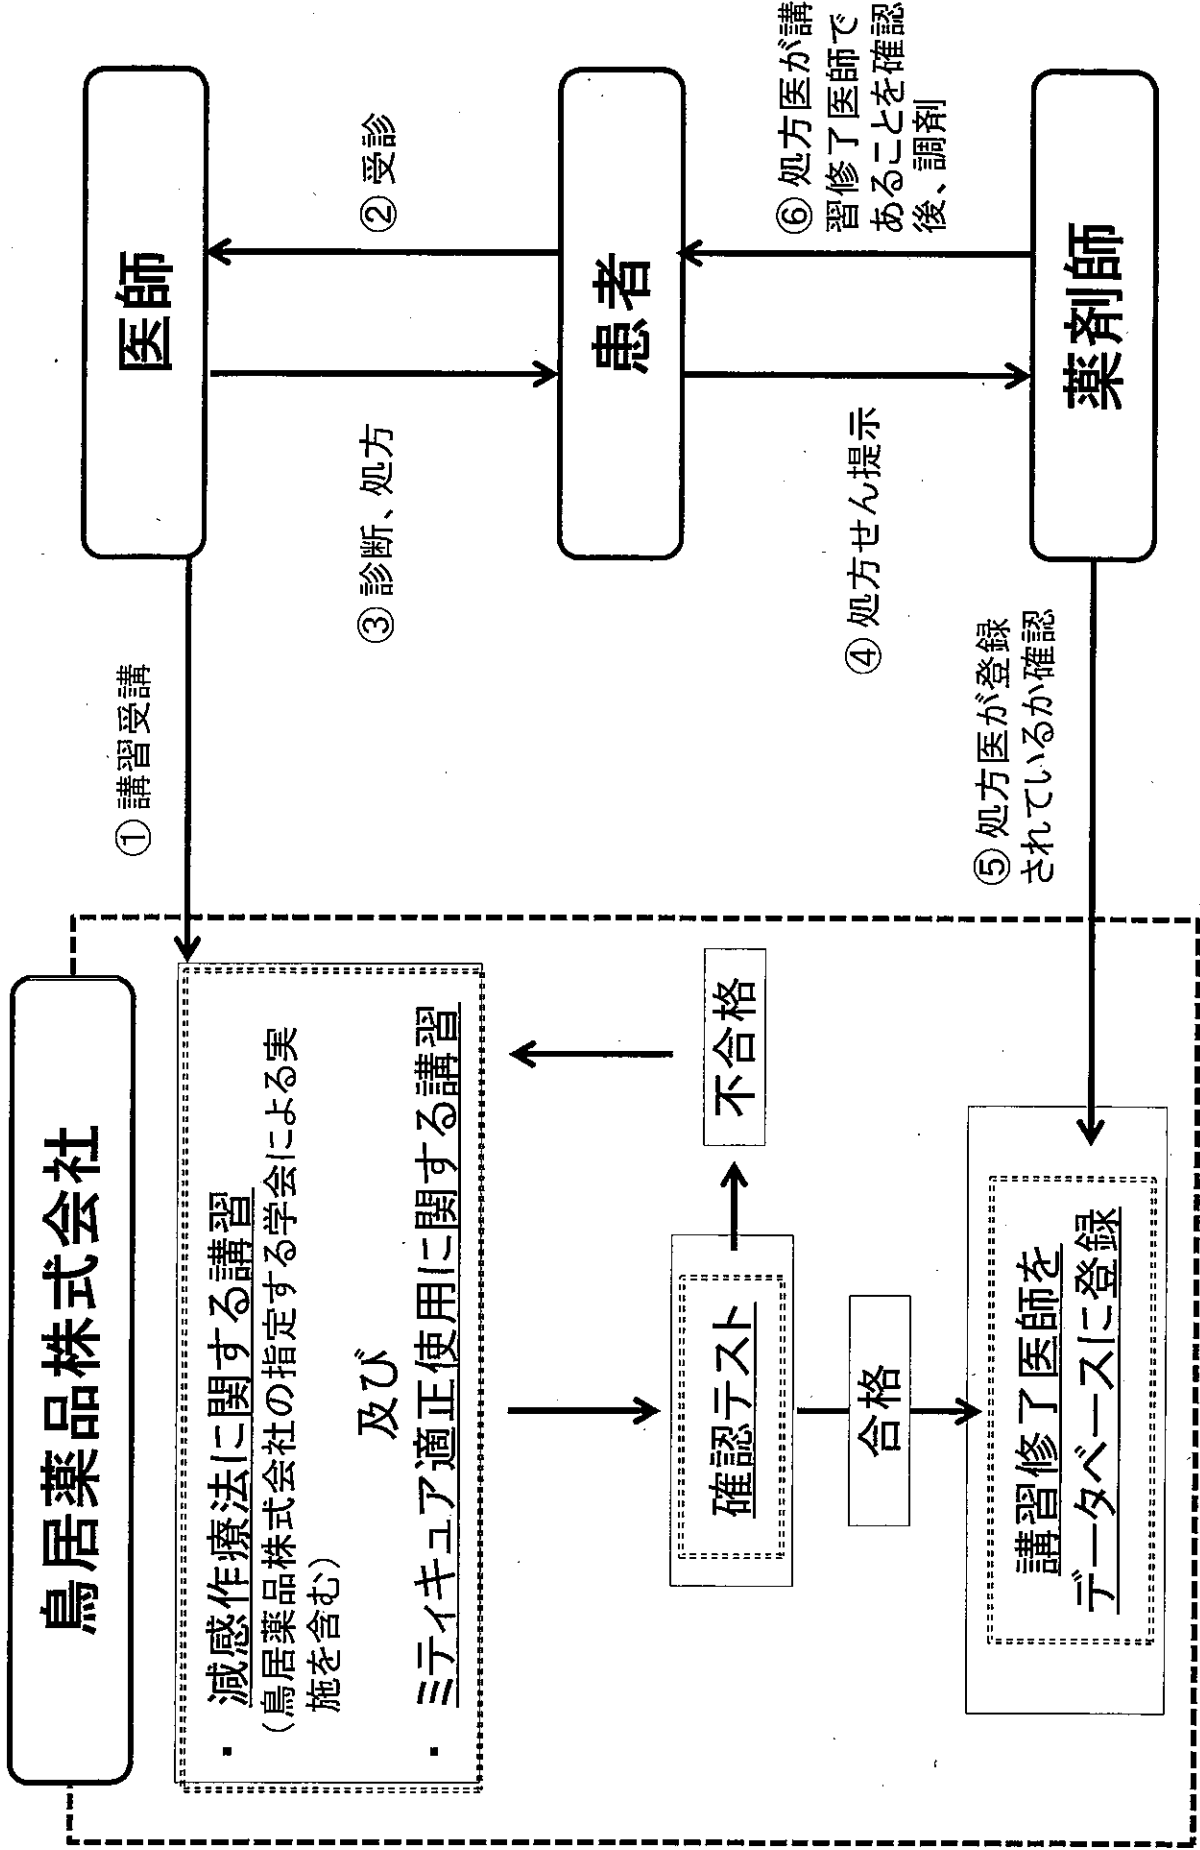 鳥居薬品株式会社
・ 減感作療法に関する講習
（鳥居薬品株式会社の指定する学会による実
施を含む）
及び
・ ミティキュア適正使用に関する講習
確認テスト
不合格
合格
講習修了医師を
データベースに登録
① 講習受講
医師
② 受診
③ 診断、処方
患者
④ 処方せん提示
⑤ 処方医が登録
されているか確認
⑥ 処方医が講
習修了医師で
あることを確認
後、調剤
薬剤師